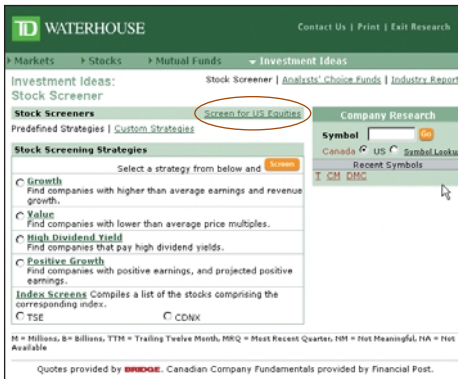 TD WATERHOUSE
Contact Us | Print | Exit Research
Markets Stocks Mutual Funds Investment Ideas
Investment Ideas:
Stock Screener
Stock Screener | Analysts' Choice Funds | Industry Report
Stock Screeners
Screen for US Equities
Predefined Strategies | Custom Strategies
Stock Screening Strategies
Select a strategy from below and Screen
Growth
Find companies with higher than average earnings and revenue
growth.
Value
Find companies with lower than average price multiples.
High Dividend Yield
Find companies that pay high dividend yields.
Positive Growth
Find companies with positive earnings, and projected positive
earnings.
Index Screens Compiles a list of the stocks comprising the
corresponding index.
TSE CDNX
Company Research
Symbol Go
Canada US Symbol Looku
Recent Symbols
T CM DMC
M = Millions, B= Billions, TTM = Trailing Twelve Month, MRQ = Most Recent Quarter, NM = Not Meaningful, NA = Not
Available
Quotes provided by BRIDGE. Canadian Company Fundamentals provided by Financial Post.